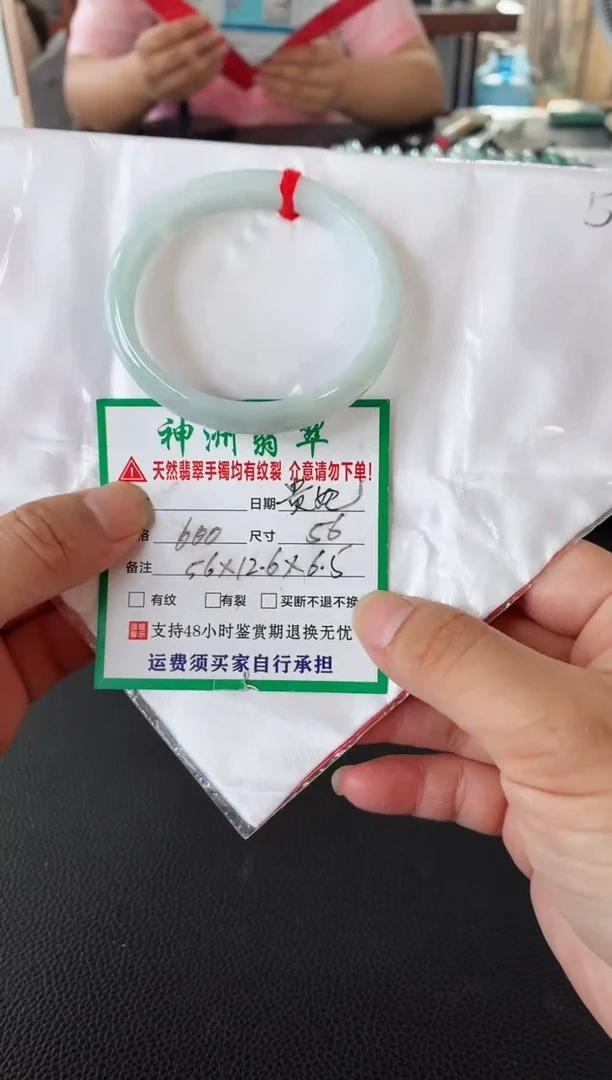 5
神洲翡翠
天然翡翠手镯均有纹裂 介意请勿下单!
日期 贵妃
格 680 尺寸 56
备注 56×12.6×6.5
有纹 有裂 买断不退不换
支持48小时鉴赏期退换无忧
运费须买家自行承担